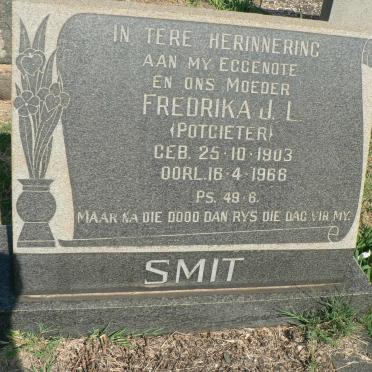 IN TERE HERINNERING
AAN MY EGGENOTE
EN ONS MOEDER
FREDRIKA J. L.
(POTGIETER)
GEB. 25-10-1903
OORL. 16-4-1966
PS. 49-6.
MAAR NA DIE DOOD DAN RYS DIE DAG VIR MY.
SMIT